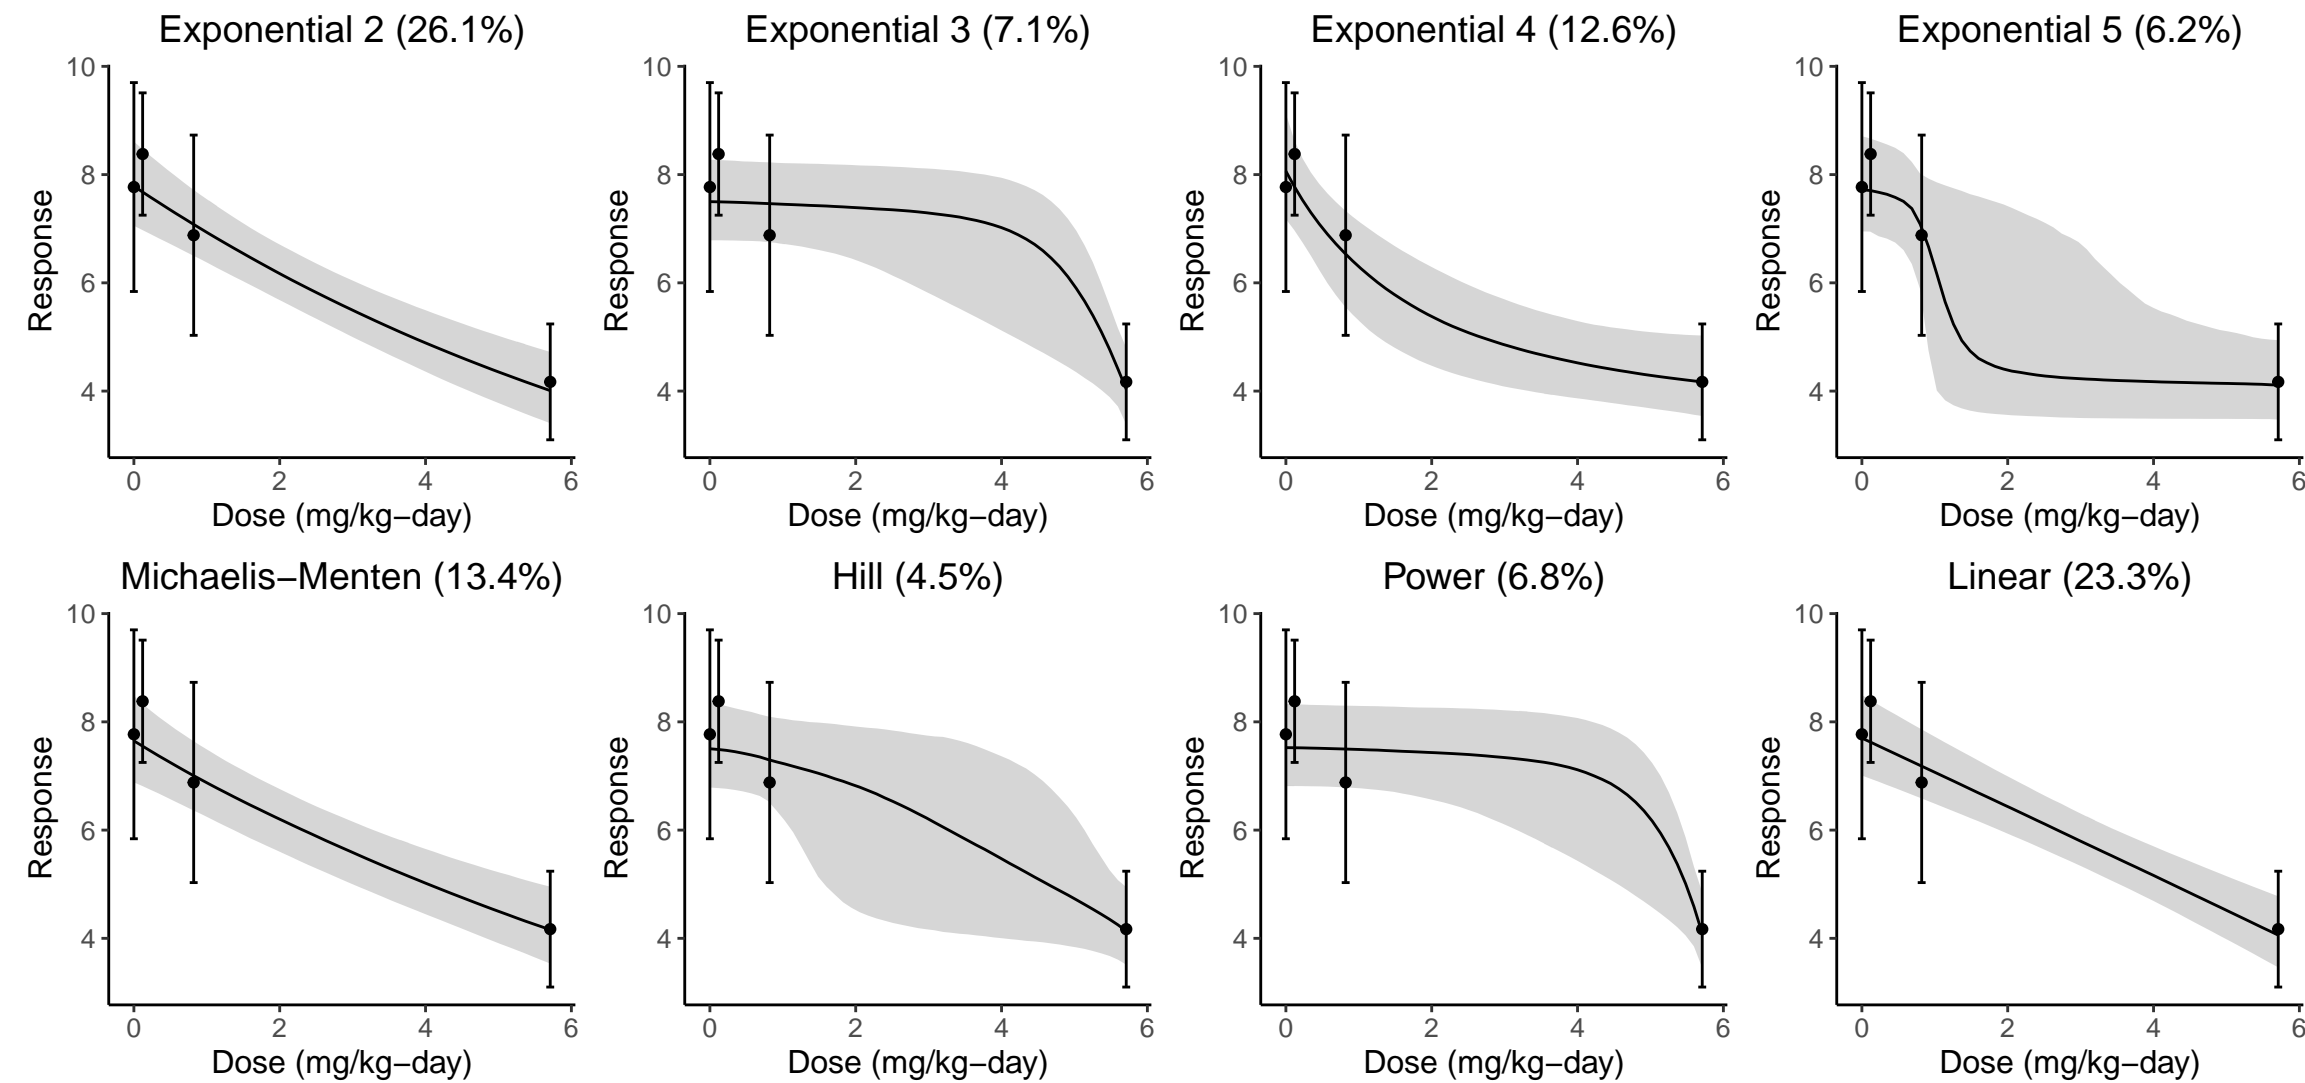 Exponential 2 (26.1%)
Exponential 3 (7.1%)
Exponential 4 (12.6%)
Exponential 5 (6.2%)
Response
10
8
6
4
0 2 4 6
Dose (mg/kg−day)
Response
10
8
6
4
0 2 4 6
Dose (mg/kg−day)
Response
10
8
6
4
0 2 4 6
Dose (mg/kg−day)
Response
10
8
6
4
0 2 4 6
Dose (mg/kg−day)
Michaelis−Menten (13.4%)
Hill (4.5%)
Power (6.8%)
Linear (23.3%)
Response
10
8
6
4
0 2 4 6
Dose (mg/kg−day)
Response
10
8
6
4
0 2 4 6
Dose (mg/kg−day)
Response
10
8
6
4
0 2 4 6
Dose (mg/kg−day)
Response
10
8
6
4
0 2 4 6
Dose (mg/kg−day)